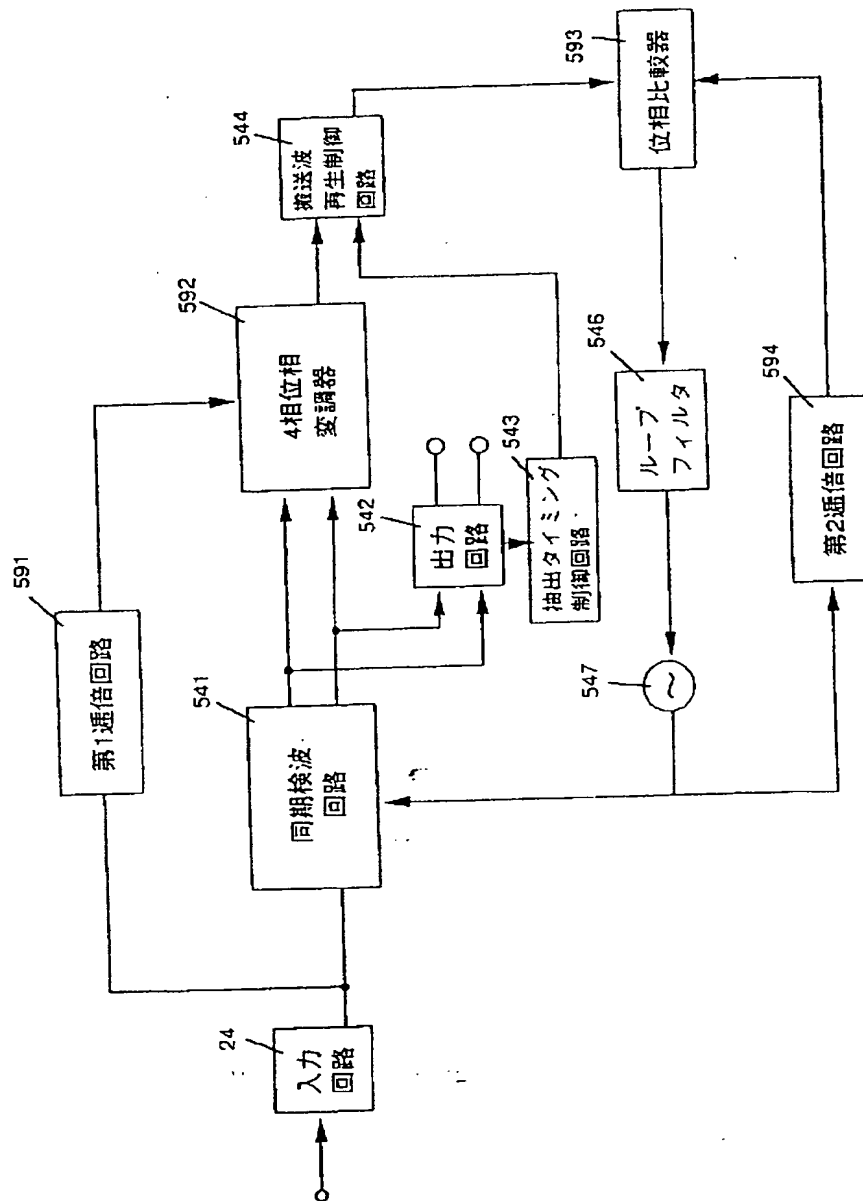 24
入力
回路
591
第1逓倍回路
541
同期検波
回路
592
4相位相
変調器
542
出力
回路
543
抽出タイミング
制御回路
544
搬送波
再生制御
回路
593
位相比較器
546
ループ
フィルタ
547
~
594
第2逓倍回路